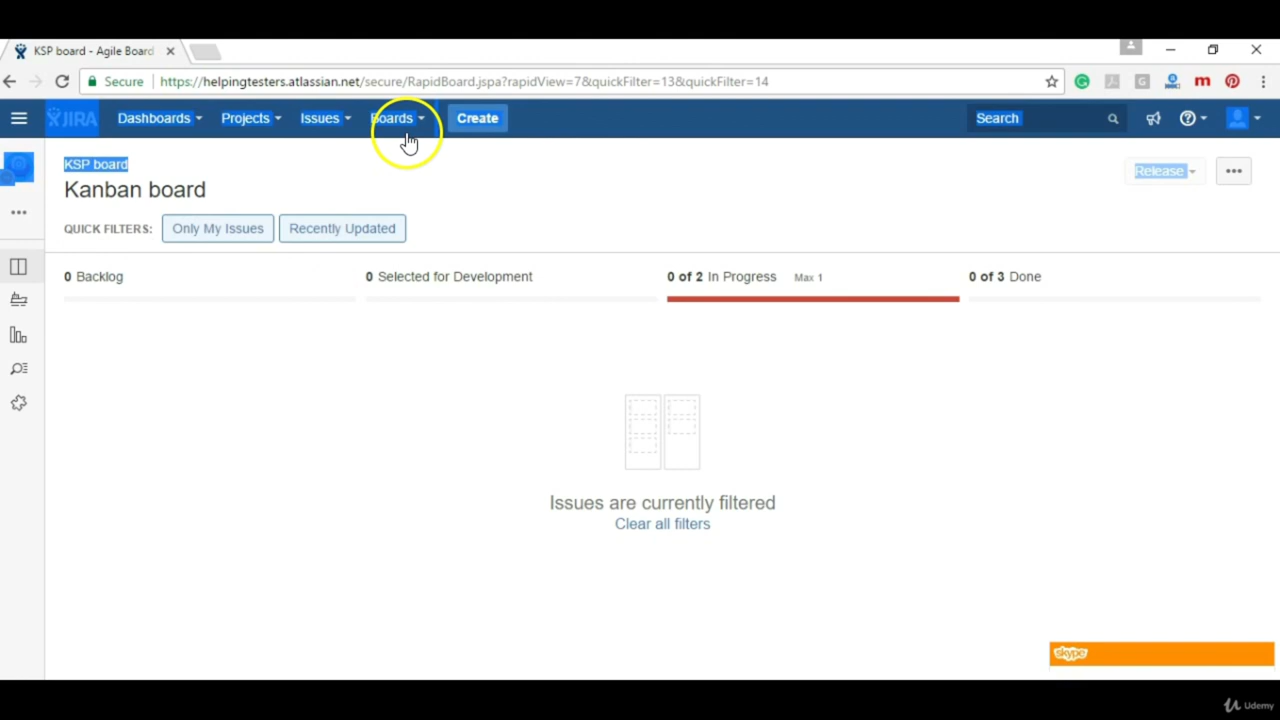 KSP board - Agile Board
Secure https://helpingtesters.atlassian.net/secure/RapidBoard.jspa?rapidView=7&quickFilter=13&quickFilter=14
JIRA Dashboards Projects Issues Boards Create Search
KSP board
Release
Kanban board
QUICK FILTERS: Only My Issues Recently Updated
0 Backlog 0 Selected for Development 0 of 2 In Progress Max 1 0 of 3 Done
Issues are currently filtered
Clear all filters
skype
Udemy